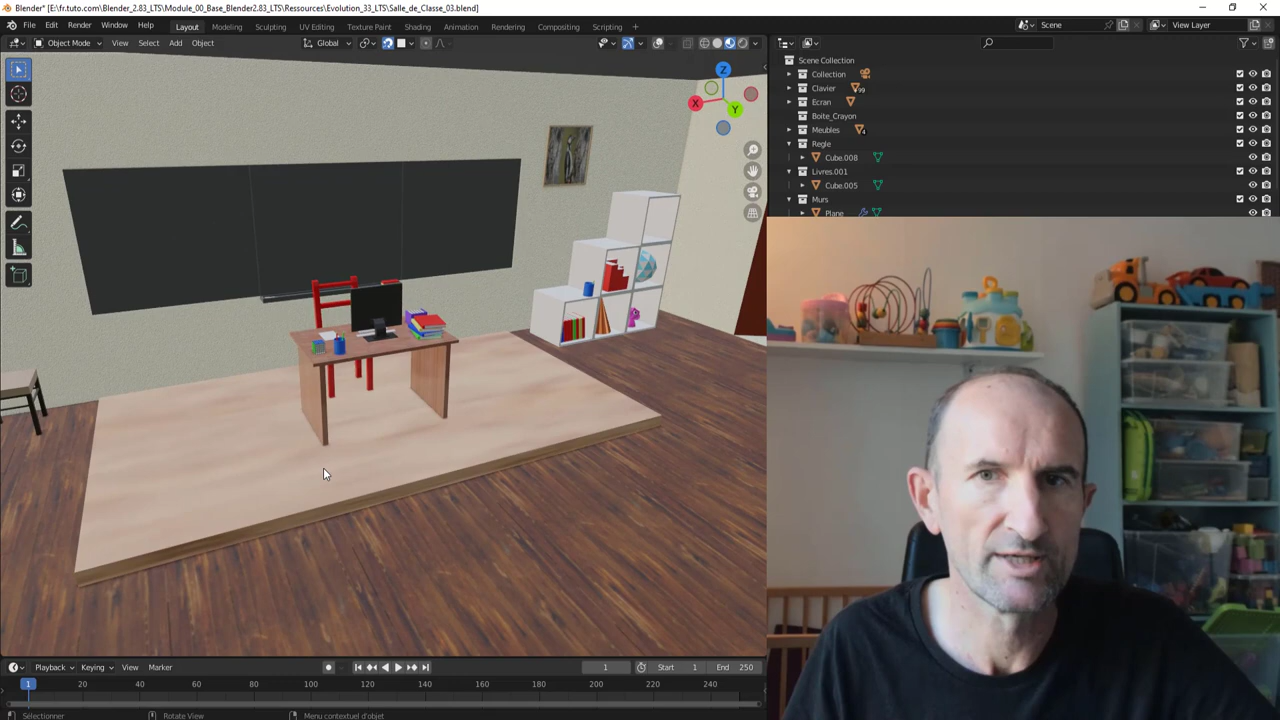 Blender* [E:\fr.tuto.com\Blender_2.83_LTS\Module_00_Base_Blender2.83_LTS\Ressources\Evolution_33_LTS\Salle_de_Classe_03.blend]
File Edit Render Window Help Layout Modeling Sculpting UV Editing Texture Paint Shading Animation Rendering Compositing Scripting + Scene View Layer
Object Mode View Select Add Object Global
Z
X
Y
Scene Collection
Collection
Clavier 99
Ecran
Boite_Crayon
Meubles 4
Regle
Cube.008
Livres.001
Cube.005
Murs
Plane
Playback Keying View Marker 1 Start 1 End 250
1 20 40 60 80 100 120 140 160 180 200 220 240
Sélectionner Rotate View Menu contextuel d'objet